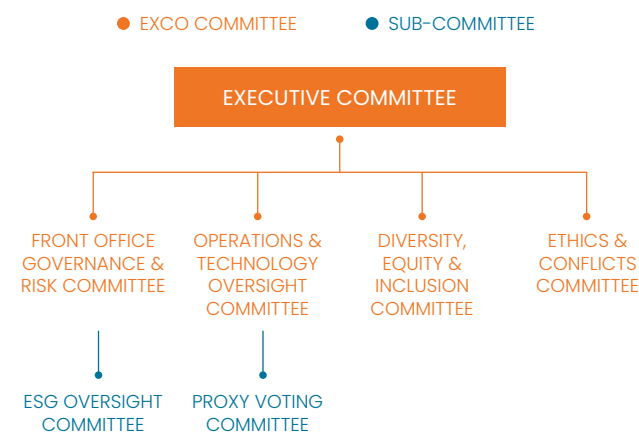 EXCO COMMITTEE
SUB-COMMITTEE
EXECUTIVE COMMITTEE
FRONT OFFICE
GOVERNANCE &
RISK COMMITTEE
OPERATIONS &
TECHNOLOGY
OVERSIGHT
COMMITTEE
DIVERSITY,
EQUITY &
INCLUSION
COMMITTEE
ETHICS &
CONFLICTS
COMMITTEE
ESG OVERSIGHT
COMMITTEE
PROXY VOTING
COMMITTEE